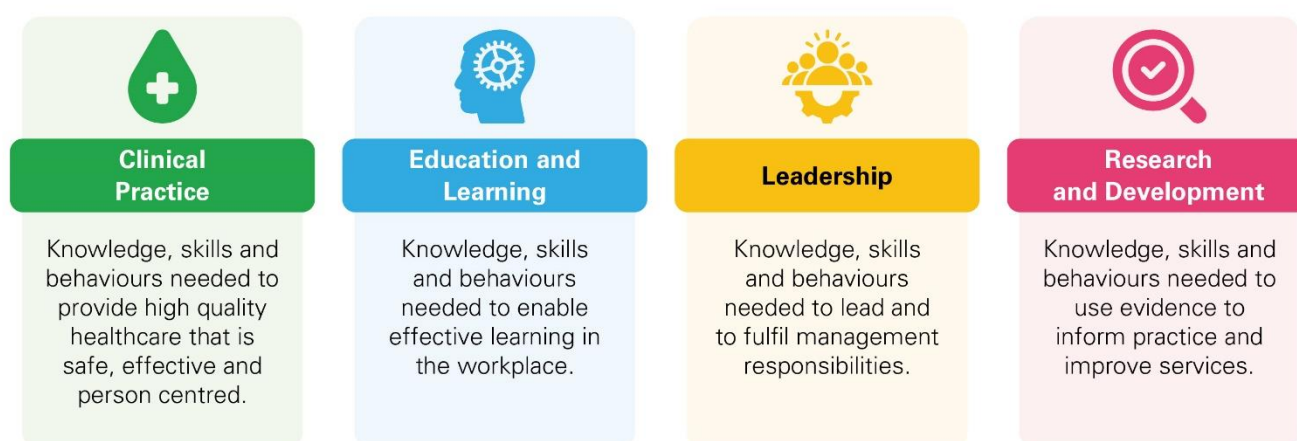 Clinical
Practice
Knowledge, skills and
behaviours needed to
provide high quality
healthcare that is
safe, effective and
person centred.
Education and
Learning
Knowledge, skills
and behaviours
needed to enable
effective learning in
the workplace.
Leadership
Knowledge, skills
and behaviours
needed to lead and
to fulfil management
responsibilities.
Research
and Development
Knowledge, skills and
behaviours needed to
use evidence to
inform practice and
improve services.